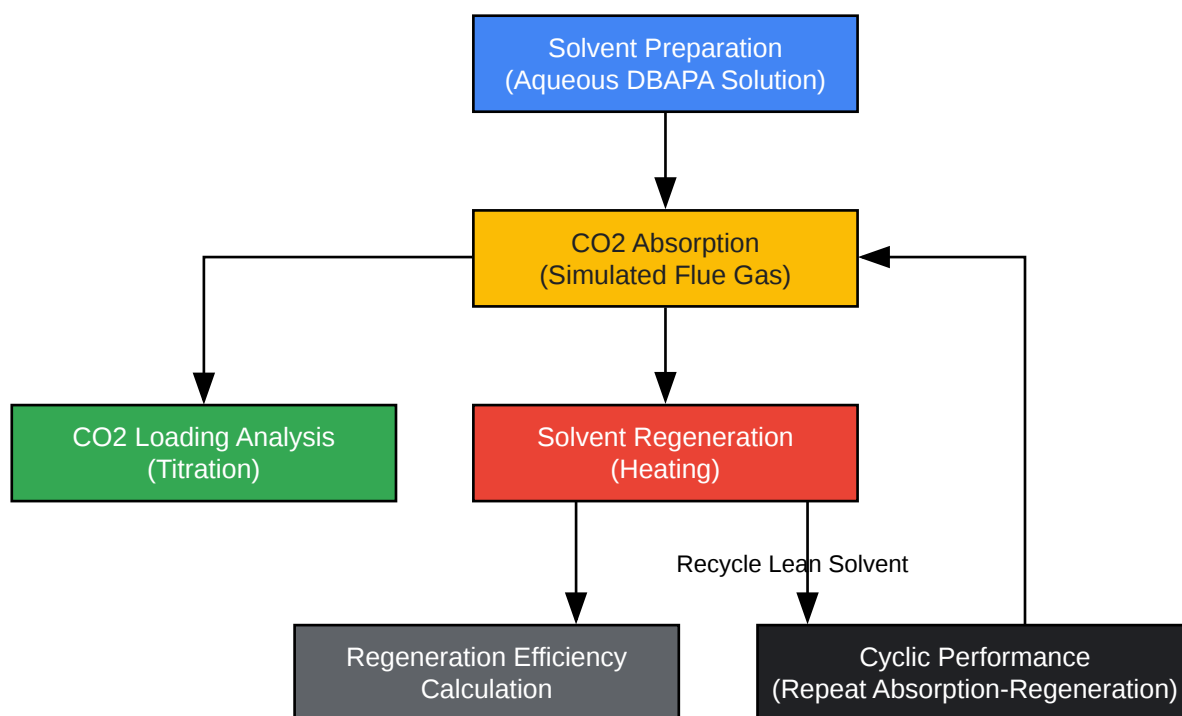 Solvent Preparation
(Aqueous DBAPA Solution)
CO2 Absorption
(Simulated Flue Gas)
CO2 Loading Analysis
(Titration)
Solvent Regeneration
(Heating)
Recycle Lean Solvent
Regeneration Efficiency
Calculation
Cyclic Performance
(Repeat Absorption-Regeneration)